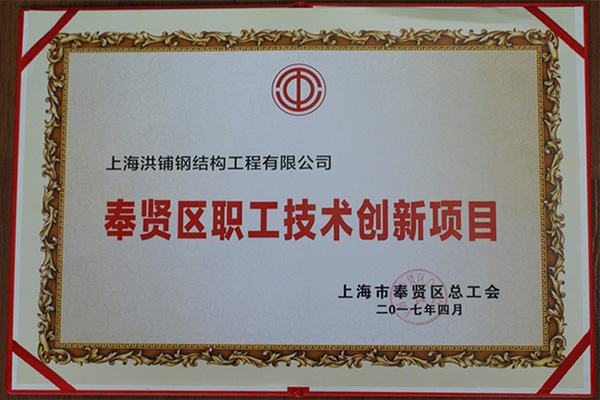 上海洪铺钢结构工程有限公司
奉贤区职工技术创新项目
上海市奉贤区总工会
二〇一七年四月